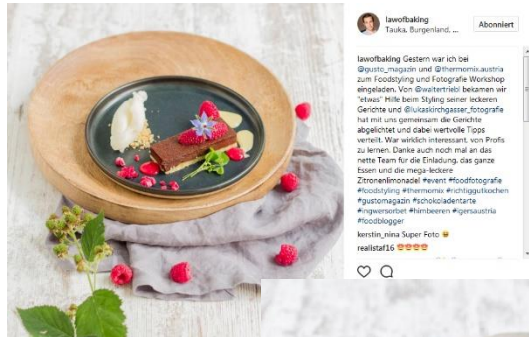 lawofbaking
Tauka, Burgenland, ...
Abonniert
lawofbaking Gestern war ich bei
@gusto_magazin und @thermomix.austria
zum Foodstyling und Fotografie Workshop
eingeladen. Von @waltertriebl bekamen wir
"etwas" Hilfe beim Styling seiner leckeren
Gerichte und @lukaskirchgasser_fotografie
hat mit uns gemeinsam die Gerichte
abgelichtet und dabei wertvolle Tipps
verteilt. War wirklich interessant, von Profis
zu lernen. Danke auch noch mal an das
nette Team für die Einladung, das ganze
Essen und die mega-leckere
Zitronenlimonade! #event #foodfotografie
#foodstyling #thermomix #richtiggutkochen
#gustomagazin #schokoladentarte
#ingwersorbet #himbeeren #igersaustria
#foodblogger
kerstin_nina Super Foto 😀
realistaf16 😍😍😍😍